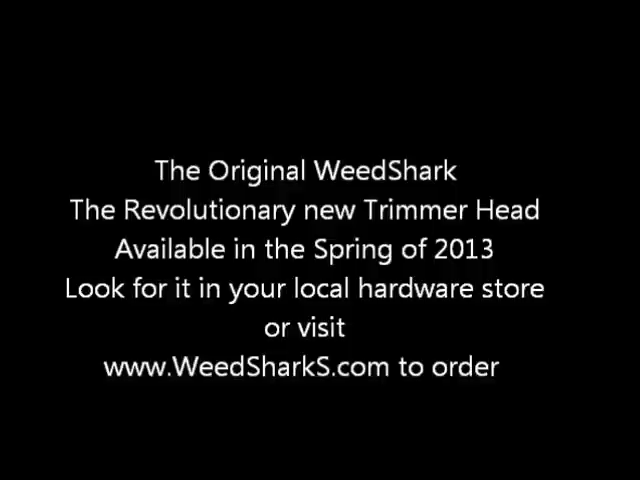 The Original WeedShark
The Revolutionary new Trimmer Head
Available in the Spring of 2013
Look for it in your local hardware store
or visit
www.WeedSharkS.com to order